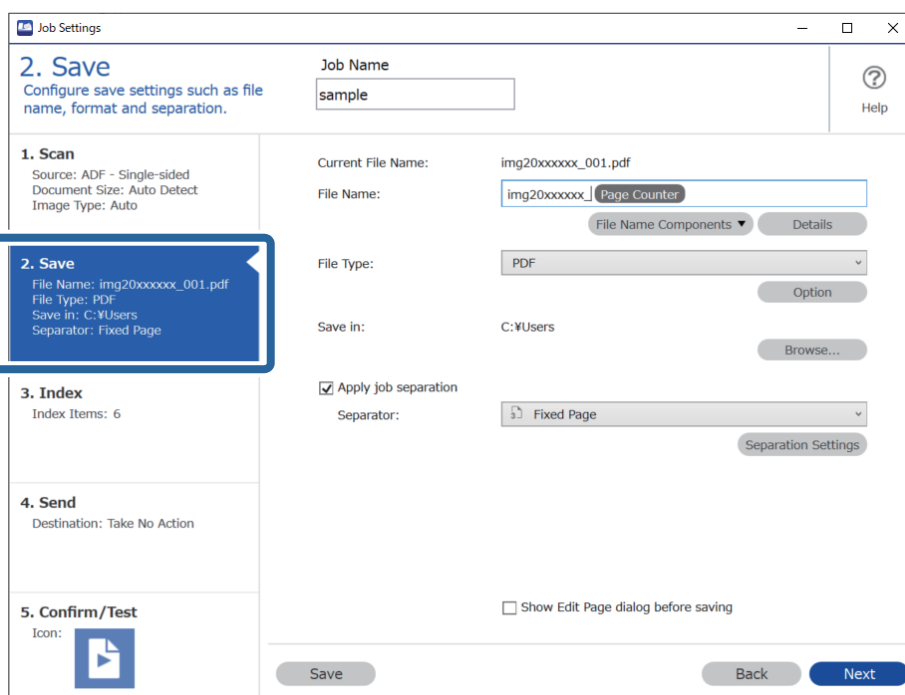 Job Settings
2. Save
Configure save settings such as file
name, format and separation.
Job Name
sample
Help
1. Scan
Source: ADF - Single-sided
Document Size: Auto Detect
Image Type: Auto
2. Save
File Name: img20xxxxxx_001.pdf
File Type: PDF
Save in: C:¥Users
Separator: Fixed Page
3. Index
Index Items: 6
4. Send
Destination: Take No Action
5. Confirm/Test
Icon:
Current File Name: img20xxxxxx_001.pdf
File Name: img20xxxxxx_ Page Counter
File Name Components ▼ Details
File Type: PDF
Option
Save in: C:¥Users
Browse...
Apply job separation
Separator: 3 Fixed Page
Separation Settings
Show Edit Page dialog before saving
Save Back Next